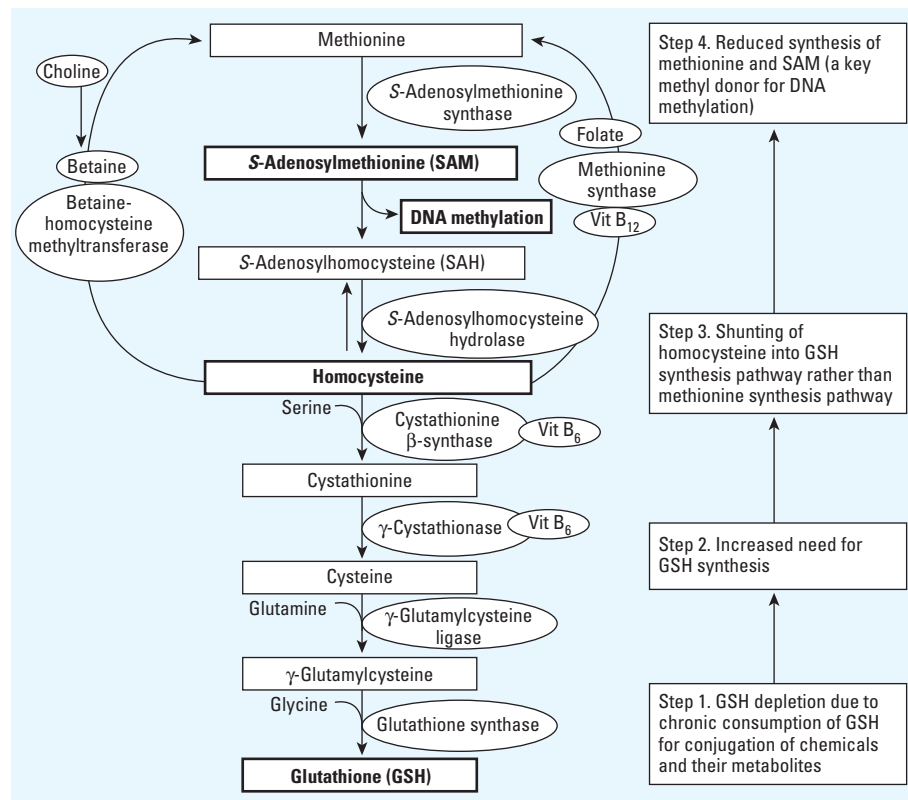 Methionine
Choline
S-Adenosylmethionine
synthase
Folate
Betaine
S-Adenosylmethionine (SAM)
Methionine
synthase
Betaine-
homocysteine
methyltransferase
DNA methylation
Vit B12
S-Adenosylhomocysteine (SAH)
S-Adenosylhomocysteine
hydrolase
Homocysteine
Serine
Cystathionine
β-synthase
Vit B6
Cystathionine
γ-Cystathionase
Vit B6
Cysteine
Glutamine
γ-Glutamylcysteine
ligase
γ-Glutamylcysteine
Glycine
Glutathione synthase
Glutathione (GSH)
Step 4. Reduced synthesis of
methionine and SAM (a key
methyl donor for DNA
methylation)
Step 3. Shunting of
homocysteine into GSH
synthesis pathway rather than
methionine synthesis pathway
Step 2. Increased need for
GSH synthesis
Step 1. GSH depletion due to
chronic consumption of GSH
for conjugation of chemicals
and their metabolites